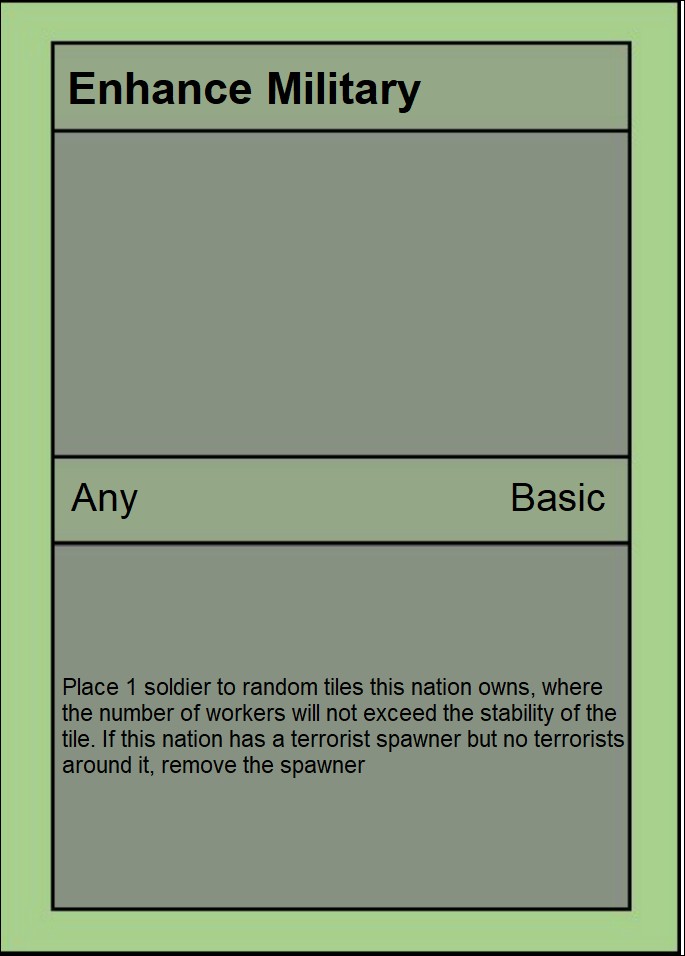 Enhance Military
Any
Basic
Place 1 soldier to random tiles this nation owns, where
the number of workers will not exceed the stability of the
tile. If this nation has a terrorist spawner but no terrorists
around it, remove the spawner